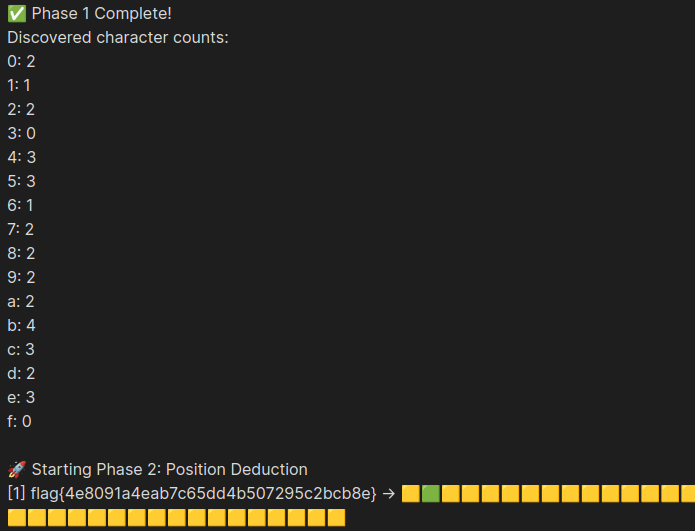 ✅ Phase 1 Complete!
Discovered character counts:
0: 2
1: 1
2: 2
3: 0
4: 3
5: 3
6: 1
7: 2
8: 2
9: 2
a: 2
b: 4
c: 3
d: 2
e: 3
f: 0
🚀 Starting Phase 2: Position Deduction
[1] flag{4e8091a4eab7c65dd4b507295c2bcb8e} → 🟨🟩🟨🟨🟨🟨🟨🟨🟨🟨🟨🟨🟨🟨🟨
🟨🟨🟨🟨🟨🟨🟨🟨🟨🟨🟨🟨🟨🟨🟨🟨🟨